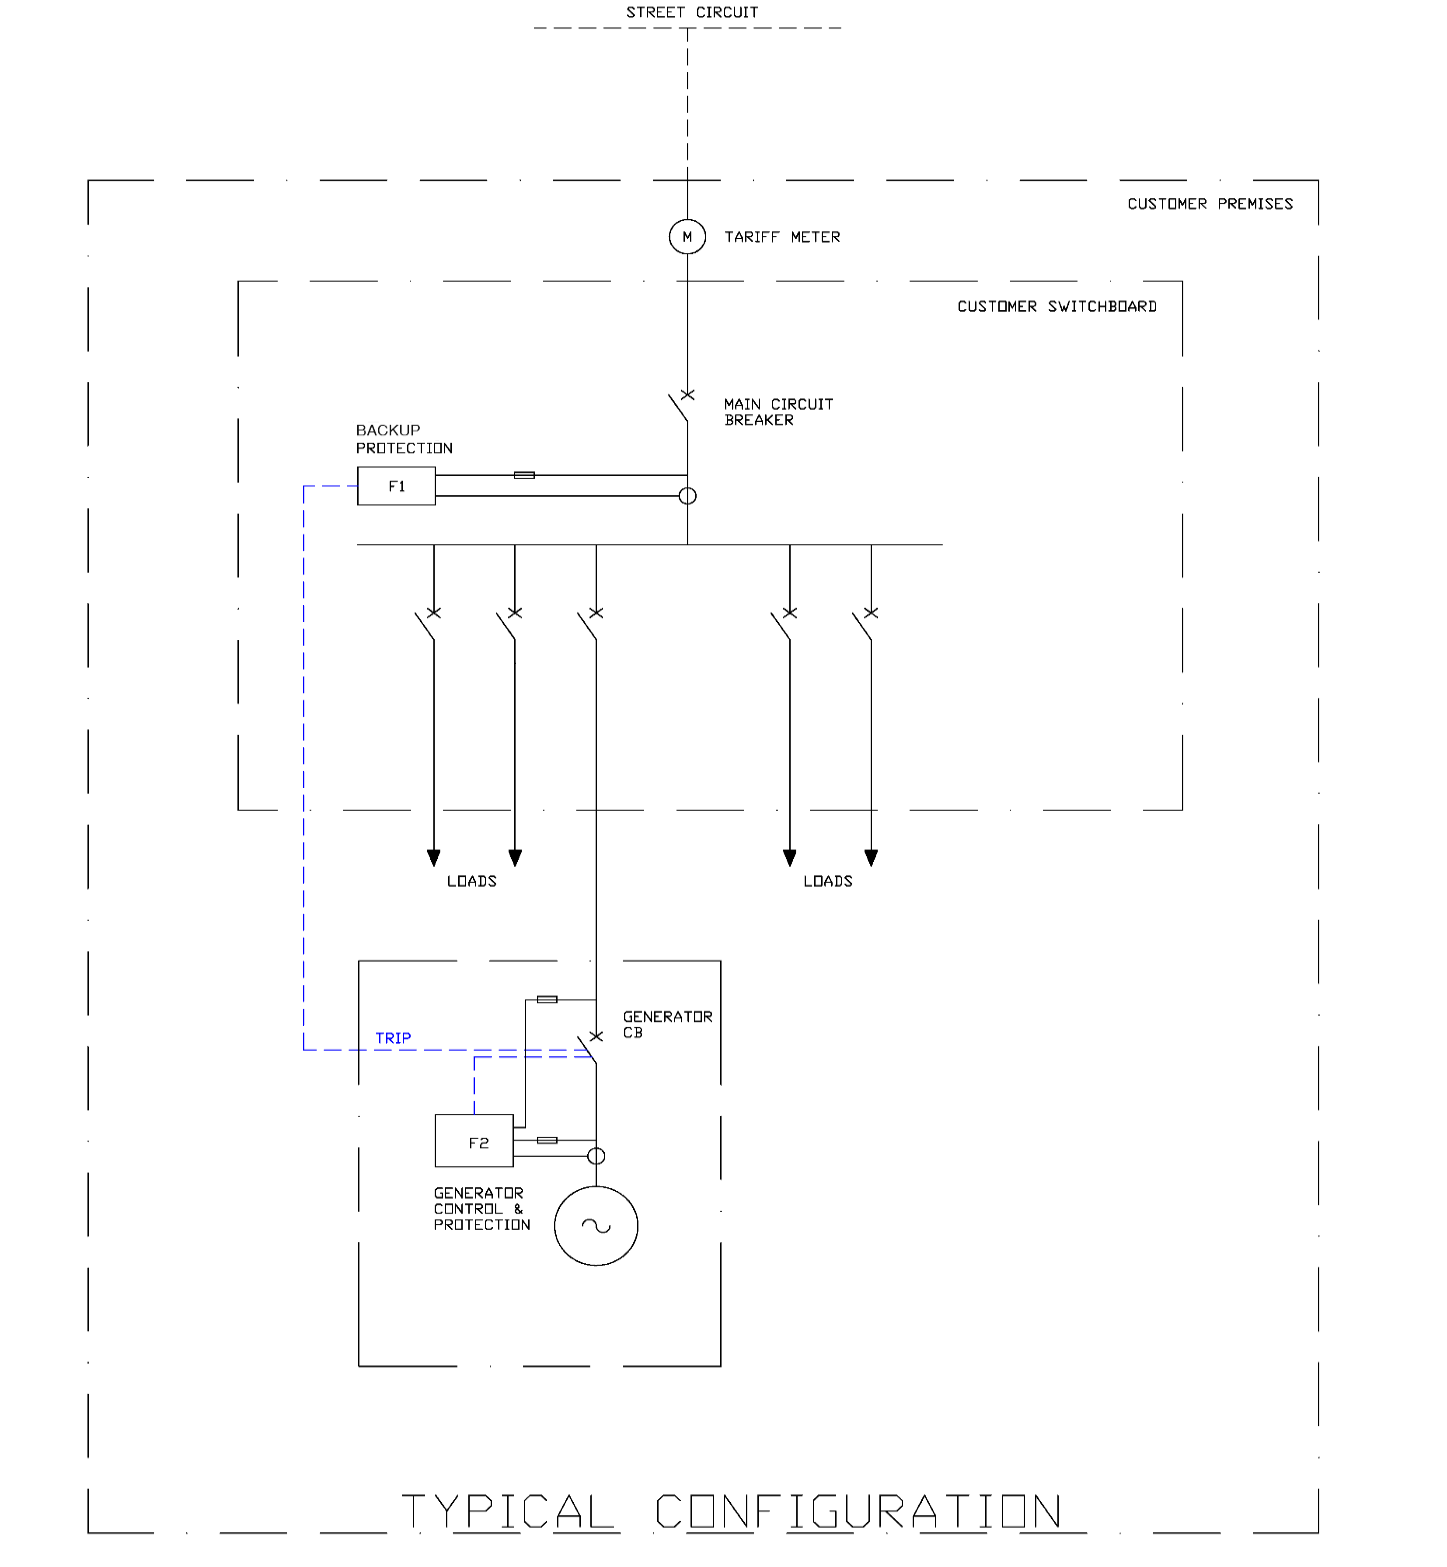 STREET CIRCUIT
CUSTOMER PREMISES
M
TARIFF METER
CUSTOMER SWITCHBOARD
MAIN CIRCUIT
BREAKER
BACKUP
PROTECTION
F1
LOADS
LOADS
GENERATOR
CB
TRIP
F2
GENERATOR
CONTROL &
PROTECTION
TYPICAL CONFIGURATION